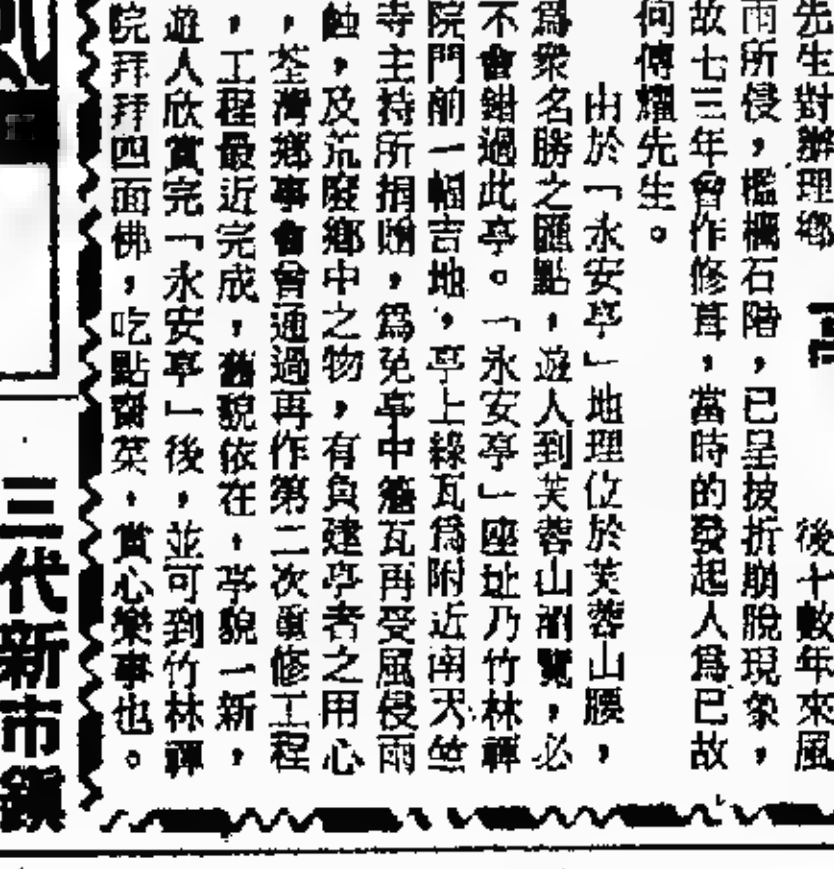 先生對辦理鄉
後十數年來風
雨所侵，檻欄石階，已呈披折崩脫現象，
故七三年曾作修葺，當時的發起人爲已故
何傳耀先生。
由於「永安亭」地理位於芙蓉山腰，
爲衆名勝之匯點，遊人到芙蓉山瀏覽，必
不會錯過此亭。「永安亭」座址乃竹林禪
院門前一幅吉地，亭上綠瓦爲附近南天竺
寺主持所捐贈，爲免亭中簷瓦再受風侵雨
蝕，及荒廢鄉中之物，有負建亭者之用心
，荃灣鄉事會曾通過再作第二次重修工程
，工程最近完成，舊貌依在，亭貌一新，
遊人欣賞完「永安亭」後，並可到竹林禪
院拜拜四面佛，吃點齋菜，賞心樂事也。
三代新市鎮